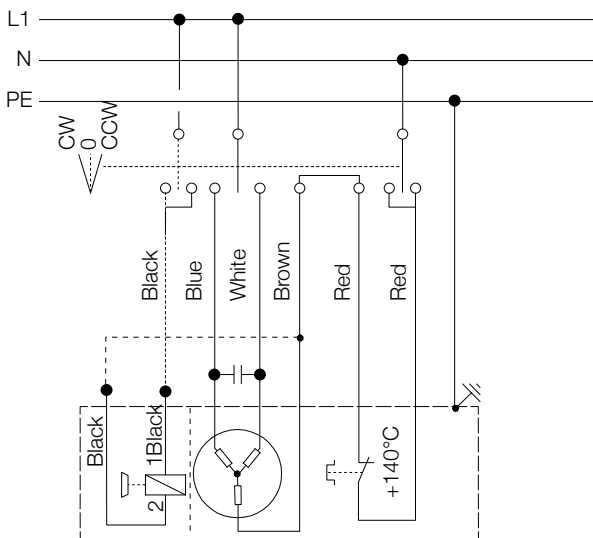 L1
N
PE
CW
0
CCW
Black
Blue
White
Brown
Red
Red
Black
1Black
2
+140°C